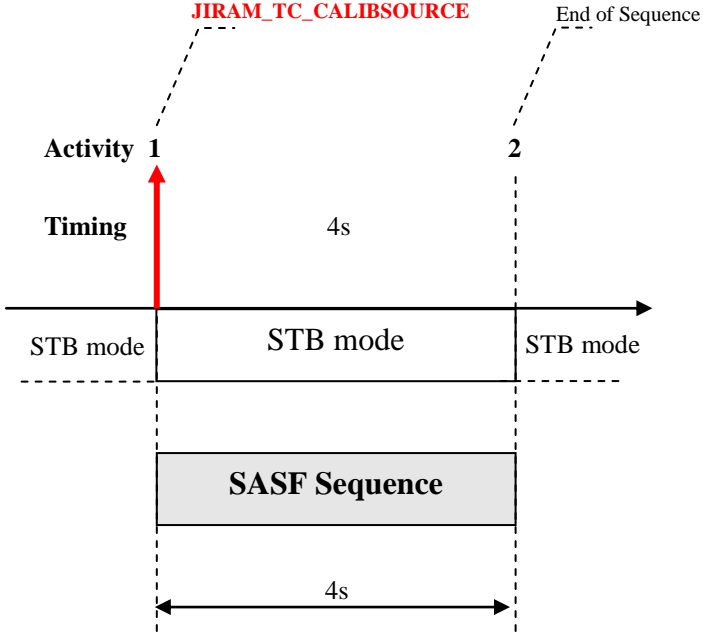 JIRAM_TC_CALIBSOURCE End of Sequence
Activity 1 2
Timing 4s
STB mode STB mode STB mode
SASF Sequence
4s